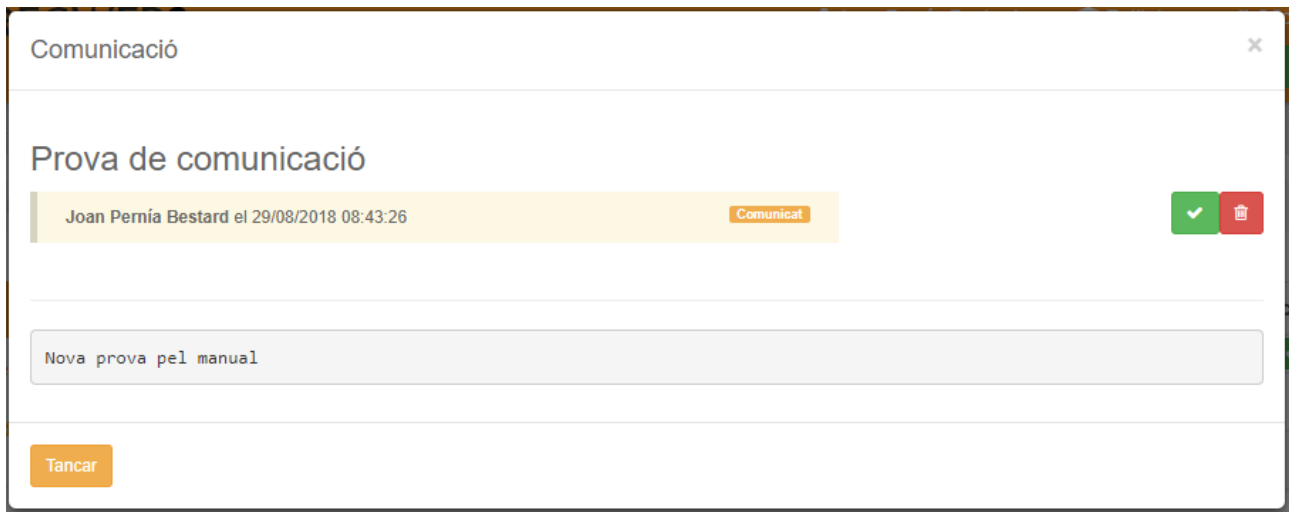 Comunicació
×
Prova de comunicació
Joan Pernía Bestard el 29/08/2018 08:43:26 Comunicat
Nova prova pel manual
Tancar